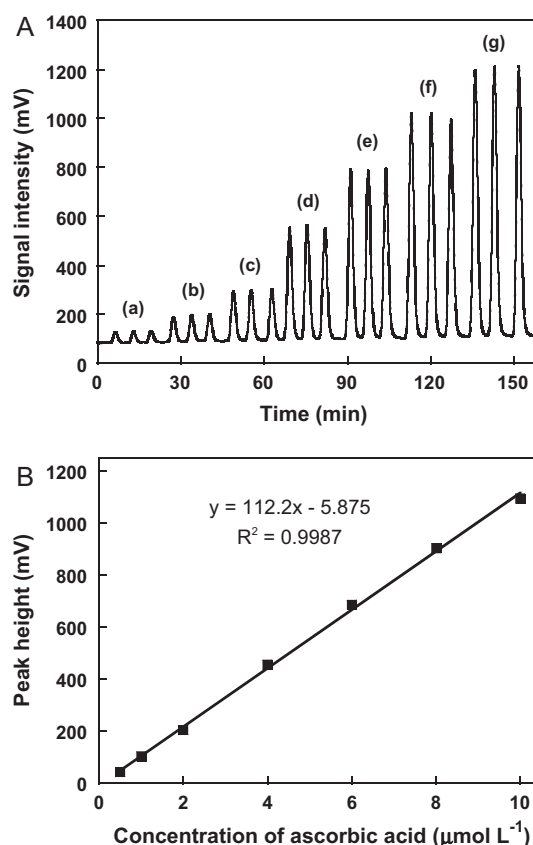 A
1400
(g)
1200
(f)
1000
(e)
800
(d)
600
(c)
400
(b)
(a)
200
0
Signal intensity (mV)
0 30 60 90 120 150
Time (min)
B
1200
y = 112.2x - 5.875
R² = 0.9987
1000
800
600
400
200
0
Peak height (mV)
0 2 4 6 8 10
Concentration of ascorbic acid (μmol L⁻¹)